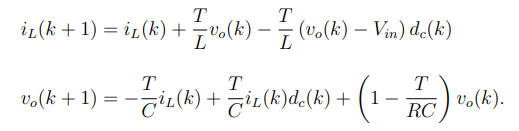 i_L(k + 1) = i_L(k) + \frac{T}{L} v_o(k) − \frac{T}{L} (v_o(k) − V_{in}) d_c(k)
v_o(k + 1) = −\frac{T}{C} i_L(k) + \frac{T}{C} i_L(k)d_c(k) + \left(1 − \frac{T}{RC}\right) v_o(k).